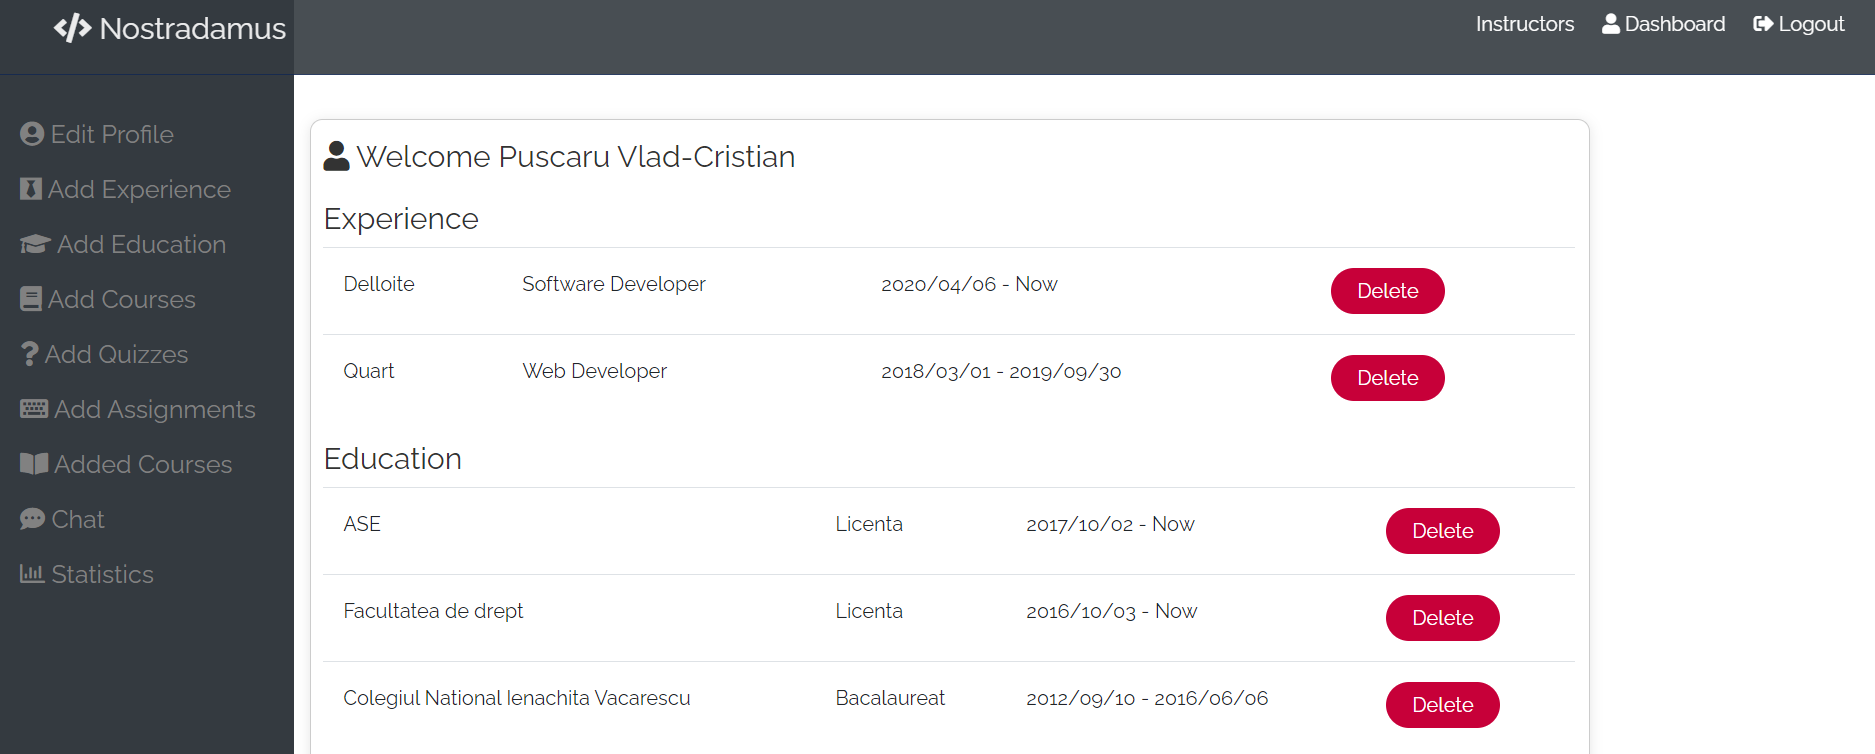 </> Nostradamus
Instructors Dashboard Logout
Edit Profile
Add Experience
Add Education
Add Courses
Add Quizzes
Add Assignments
Added Courses
Chat
Statistics
Welcome Puscaru Vlad-Cristian
Experience
Delloite Software Developer 2020/04/06 - Now Delete
Quart Web Developer 2018/03/01 - 2019/09/30 Delete
Education
ASE Licenta 2017/10/02 - Now Delete
Facultatea de drept Licenta 2016/10/03 - Now Delete
Colegiul National Ienachita Vacarescu Bacalaureat 2012/09/10 - 2016/06/06 Delete